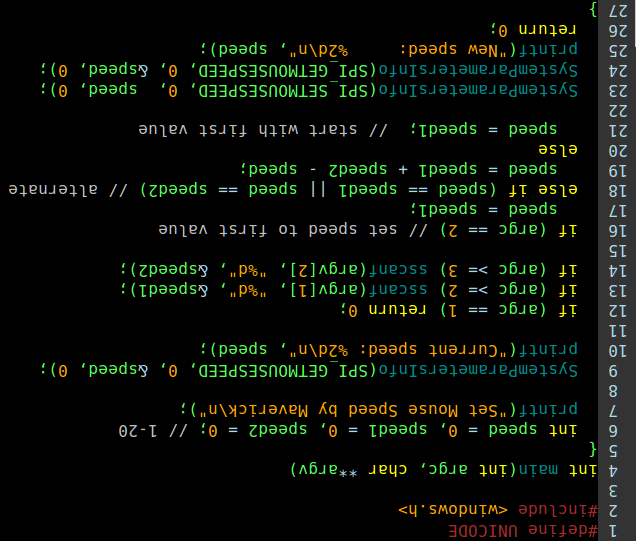 1 #define UNICODE
2 #include <windows.h>
3
4 int main(int argc, char **argv)
5 {
6   int speed = 0, speed1 = 0, speed2 = 0; // 1-20
7   printf("Set Mouse Speed by Maverick\n");
8
9   SystemParametersInfo(SPI_GETMOUSESPEED, 0, &speed, 0);
10   printf("Current speed: %2d\n", speed);
11
12   if (argc == 1) return 0;
13   if (argc >= 2) sscanf(argv[1], "%d", &speed1);
14   if (argc >= 3) sscanf(argv[2], "%d", &speed2);
15
16   if (argc == 2) // set speed to first value
17     speed = speed1;
18   else if (speed == speed1 || speed == speed2) // alternate
19     speed = speed1 + speed2 - speed;
20   else
21     speed = speed1;  // start with first value
22
23   SystemParametersInfo(SPI_GETMOUSESPEED, 0,  speed, 0);
24   SystemParametersInfo(SPI_GETMOUSESPEED, 0, &speed, 0);
25   printf("New speed:     %2d\n", speed);
26   return 0;
27 }